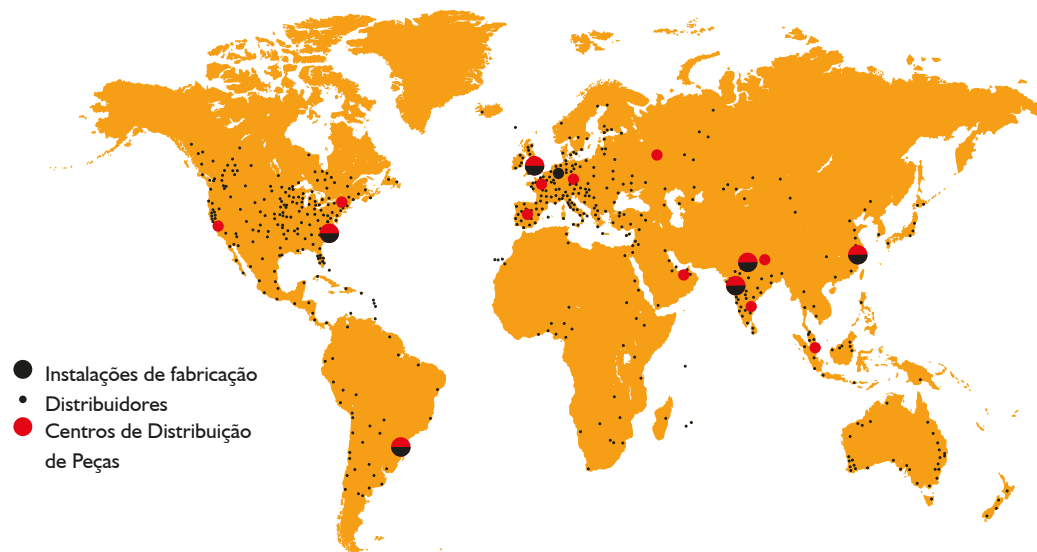 Instalações de fabricação
Distribuidores
Centros de Distribuição
de Peças